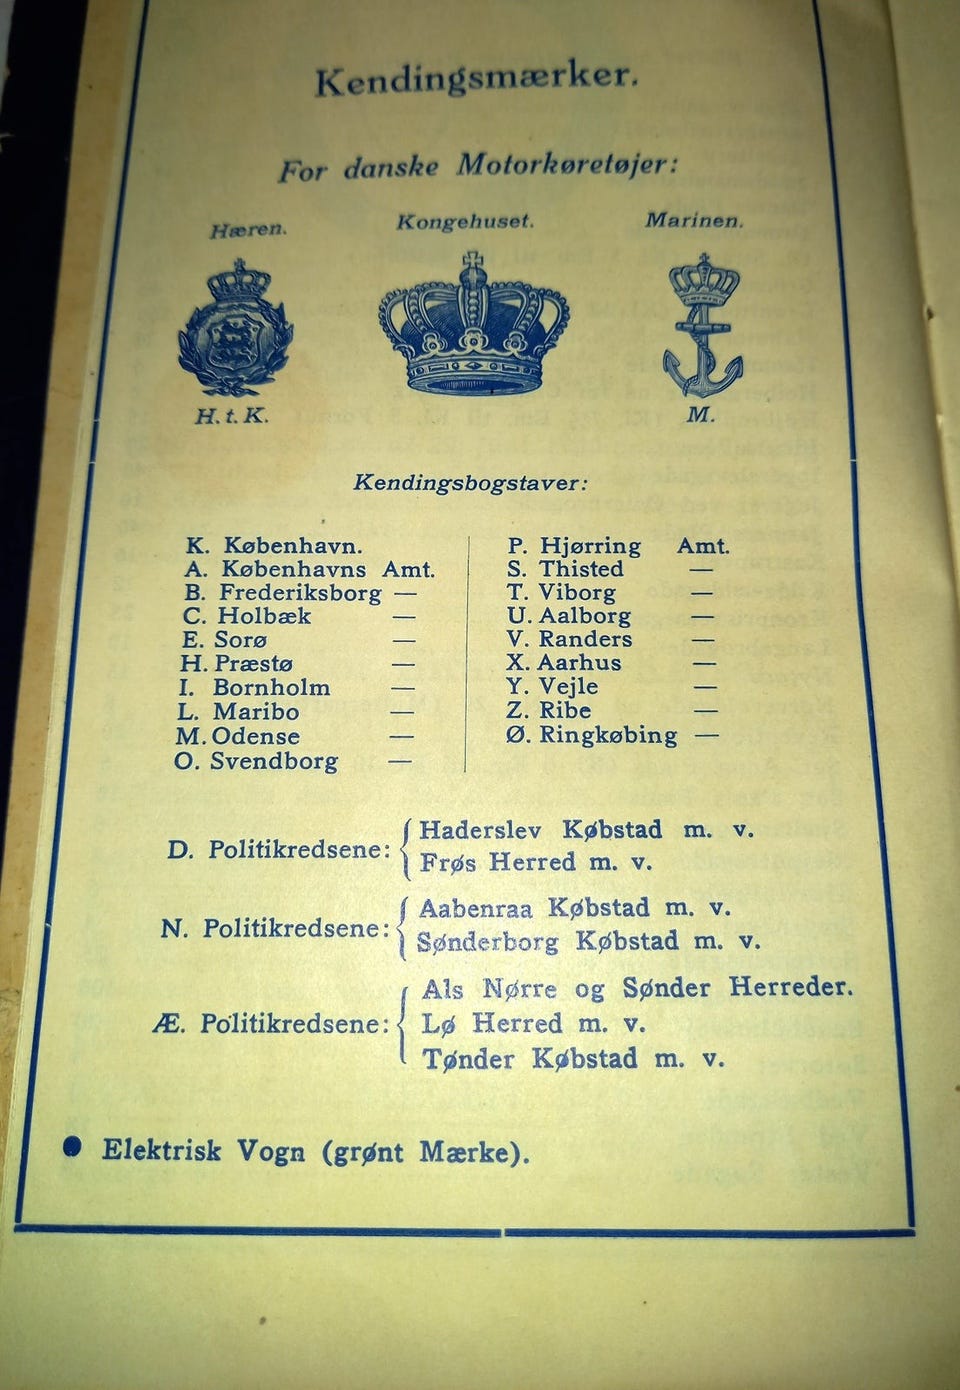 Kendingsmærker.
For danske Motorkøretøjer:
Hæren. Kongehuset. Marinen.
H. t. K. M.
Kendingsbogstaver:
K. København.
A. Københavns Amt.
B. Frederiksborg —
C. Holbæk —
E. Sorø —
H. Præstø —
I. Bornholm —
L. Maribo —
M. Odense —
O. Svendborg —
P. Hjørring Amt.
S. Thisted —
T. Viborg —
U. Aalborg —
V. Randers —
X. Aarhus —
Y. Vejle —
Z. Ribe —
Ø. Ringkøbing —
D. Politikredsene: Haderslev Købstad m. v.
Frøs Herred m. v.
N. Politikredsene: Aabenraa Købstad m. v.
Sønderborg Købstad m. v.
Æ. Politikredsene: Als Nørre og Sønder Herreder.
Lø Herred m. v.
Tønder Købstad m. v.
● Elektrisk Vogn (grønt Mærke).